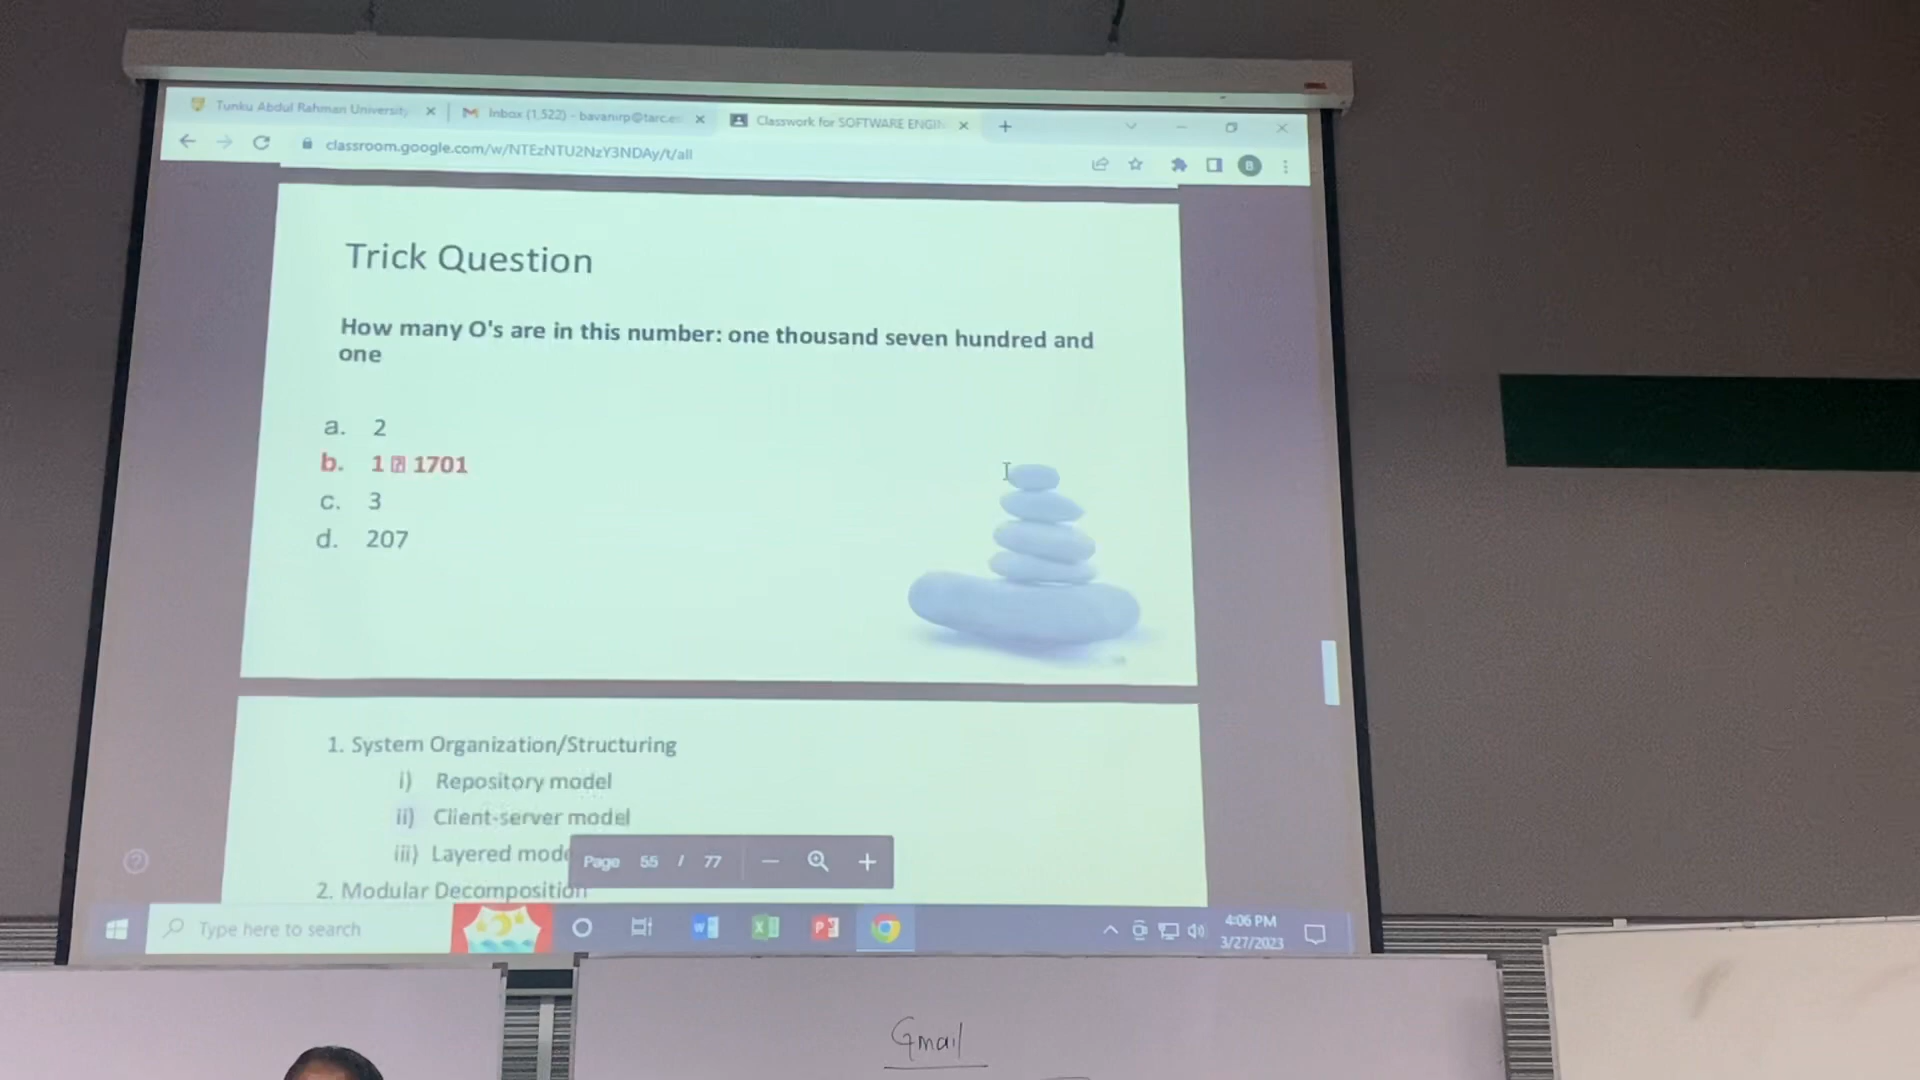 Tunku Abdul Rahman University
Inbox (1,522) - bavanirp@tarc.e
Classwork for SOFTWARE ENGIN
classroom.google.com/w/NTEzNTU2NzY3NDAy/t/all
B
Trick Question
How many O's are in this number: one thousand seven hundred and
one
a. 2
b. 1 1701
c. 3
d. 207
1. System Organization/Structuring
i) Repository model
ii) Client-server model
iii) Layered mode
Page 55 / 77
2. Modular Decomposition
Type here to search
4:06 PM
3/27/2023
Gmail